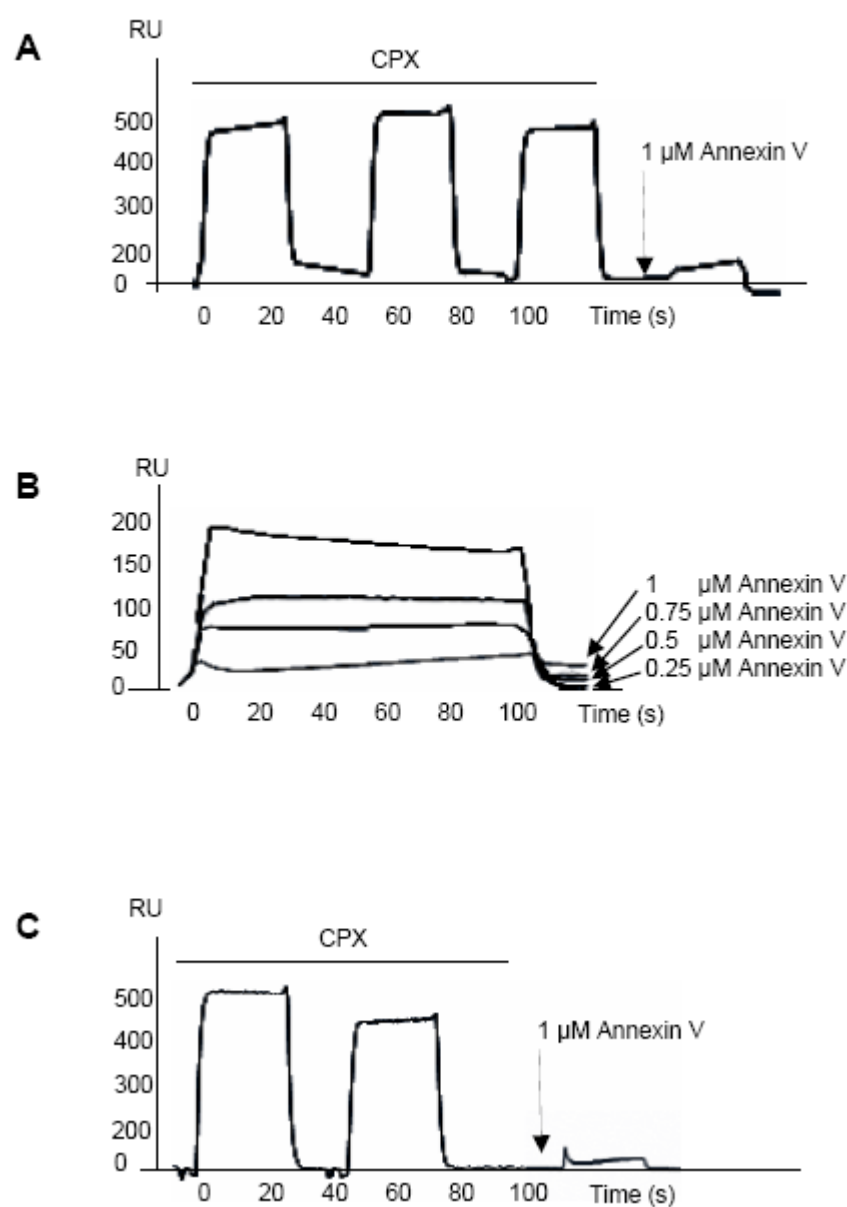 A
RU
CPX
500
400
300
200
0
1 µM Annexin V
0 20 40 60 80 100 Time (s)
B
RU
200
150
100
50
0
1 µM Annexin V
0.75 µM Annexin V
0.5 µM Annexin V
0.25 µM Annexin V
0 20 40 60 80 100 Time (s)
C
RU
CPX
500
400
300
200
0
1 µM Annexin V
0 20 40 60 80 100 Time (s)